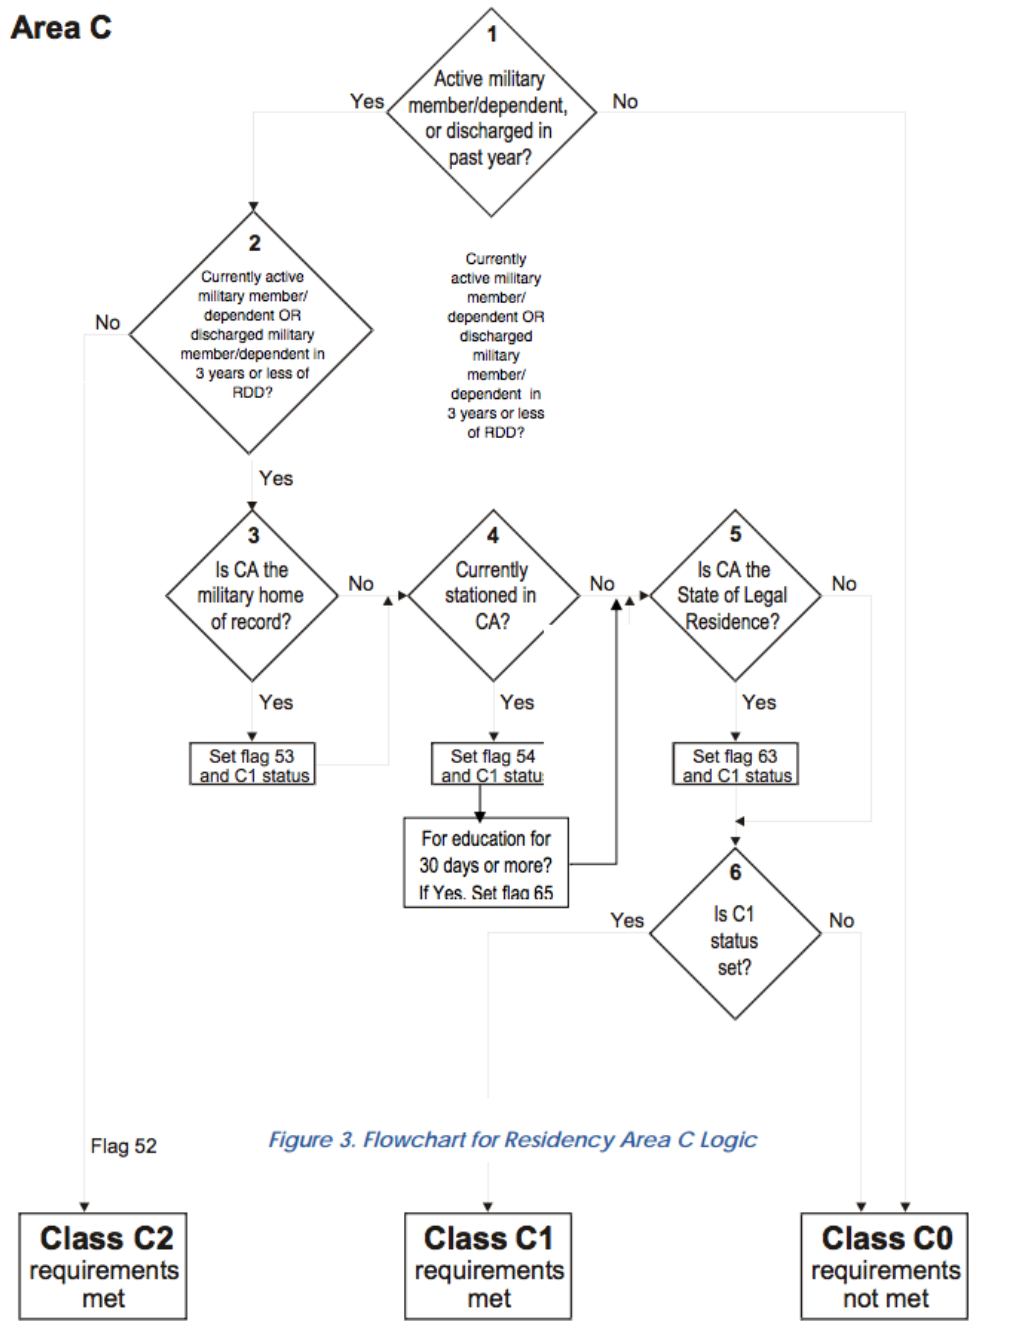 Area C
1
Active military
member/dependent,
or discharged in
past year?
Yes
No
2
Currently active
military member/
dependent OR
discharged military
member/dependent in
3 years or less of
RDD?
Currently
active military
member/
dependent OR
discharged
military
member/
dependent in
3 years or less
of RDD?
No
Yes
3
Is CA the
military home
of record?
No
4
Currently
stationed in
CA?
No
5
Is CA the
State of Legal
Residence?
No
Yes
Yes
Yes
Set flag 53
and C1 status
Set flag 54
and C1 statu
Set flag 63
and C1 status
For education for
30 days or more?
If Yes. Set flag 65
6
Is C1
status
set?
Yes
No
Flag 52
Figure 3. Flowchart for Residency Area C Logic
Class C2
requirements
met
Class C1
requirements
met
Class C0
requirements
not met